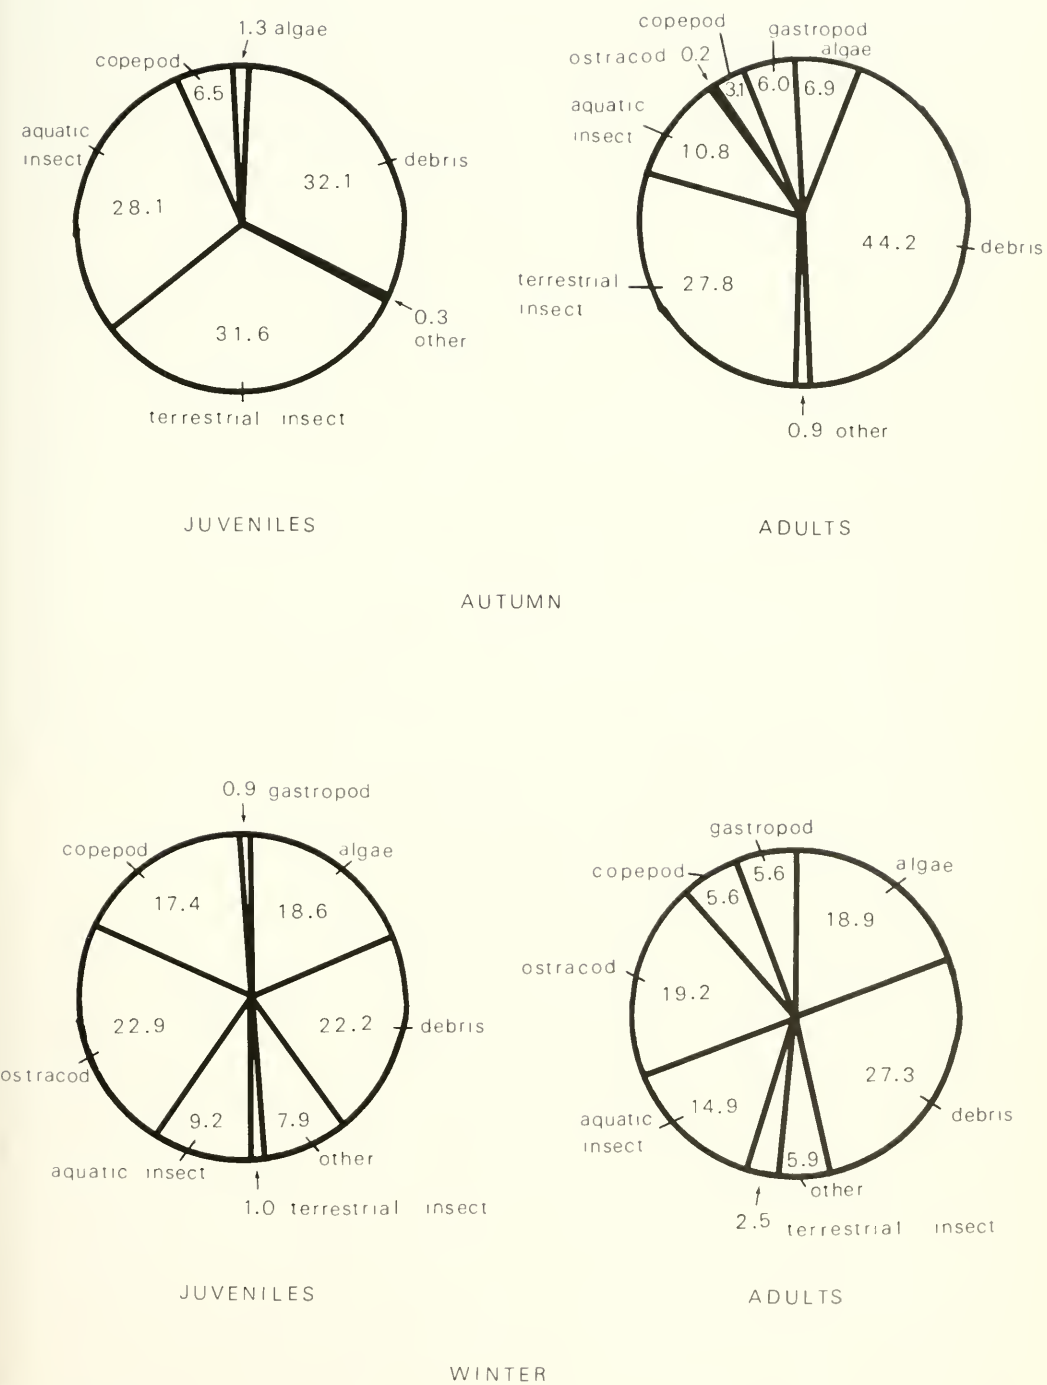 1.3 algae
copepod
6.5
aquatic
insect
debris
32.1
28.1
31.6
0.3
other
terrestrial insect
JUVENILES
copepod
gastropod
ostracod 0.2
algae
3.1
6.0
6.9
aquatic
insect
10.8
44.2
debris
terrestrial
insect
27.8
0.9 other
ADULTS
AUTUMN
0.9 gastropod
copepod
algae
17.4
18.6
22.9
22.2
debris
ostracod
9.2
7.9
other
aquatic insect
1.0 terrestrial insect
JUVENILES
gastropod
copepod
algae
5.6
5.6
18.9
ostracod
19.2
27.3
aquatic
insect
14.9
debris
5.9
other
2.5 terrestrial insect
ADULTS
WINTER